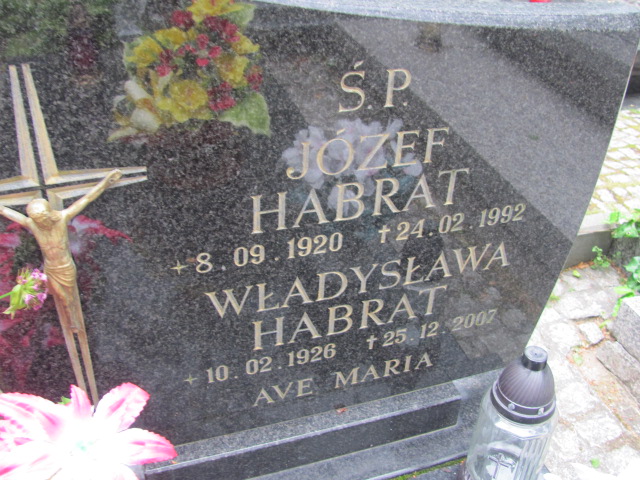 Ś.P.
JÓZEF
HABRAT
+8.09.1920 †24.02.1992
WŁADYSŁAWA
HABRAT
+10.02.1926 †25.12.2007
AVE MARIA